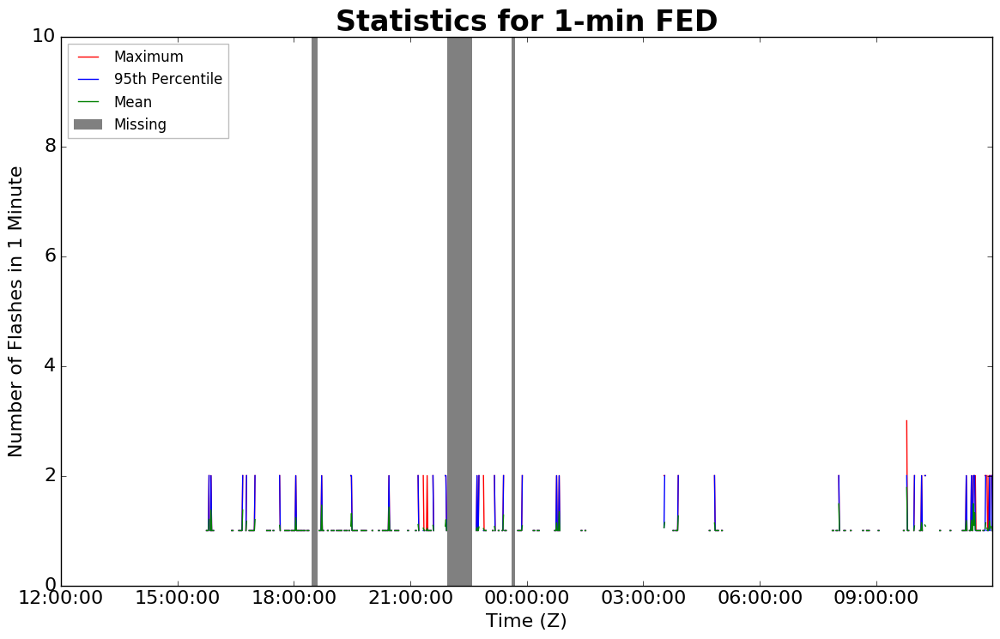 Statistics for 1-min FED
Number of Flashes in 1 Minute
10
8
6
4
2
0
Maximum
95th Percentile
Mean
Missing
12:00:00
15:00:00
18:00:00
21:00:00
00:00:00
03:00:00
06:00:00
09:00:00
Time (Z)